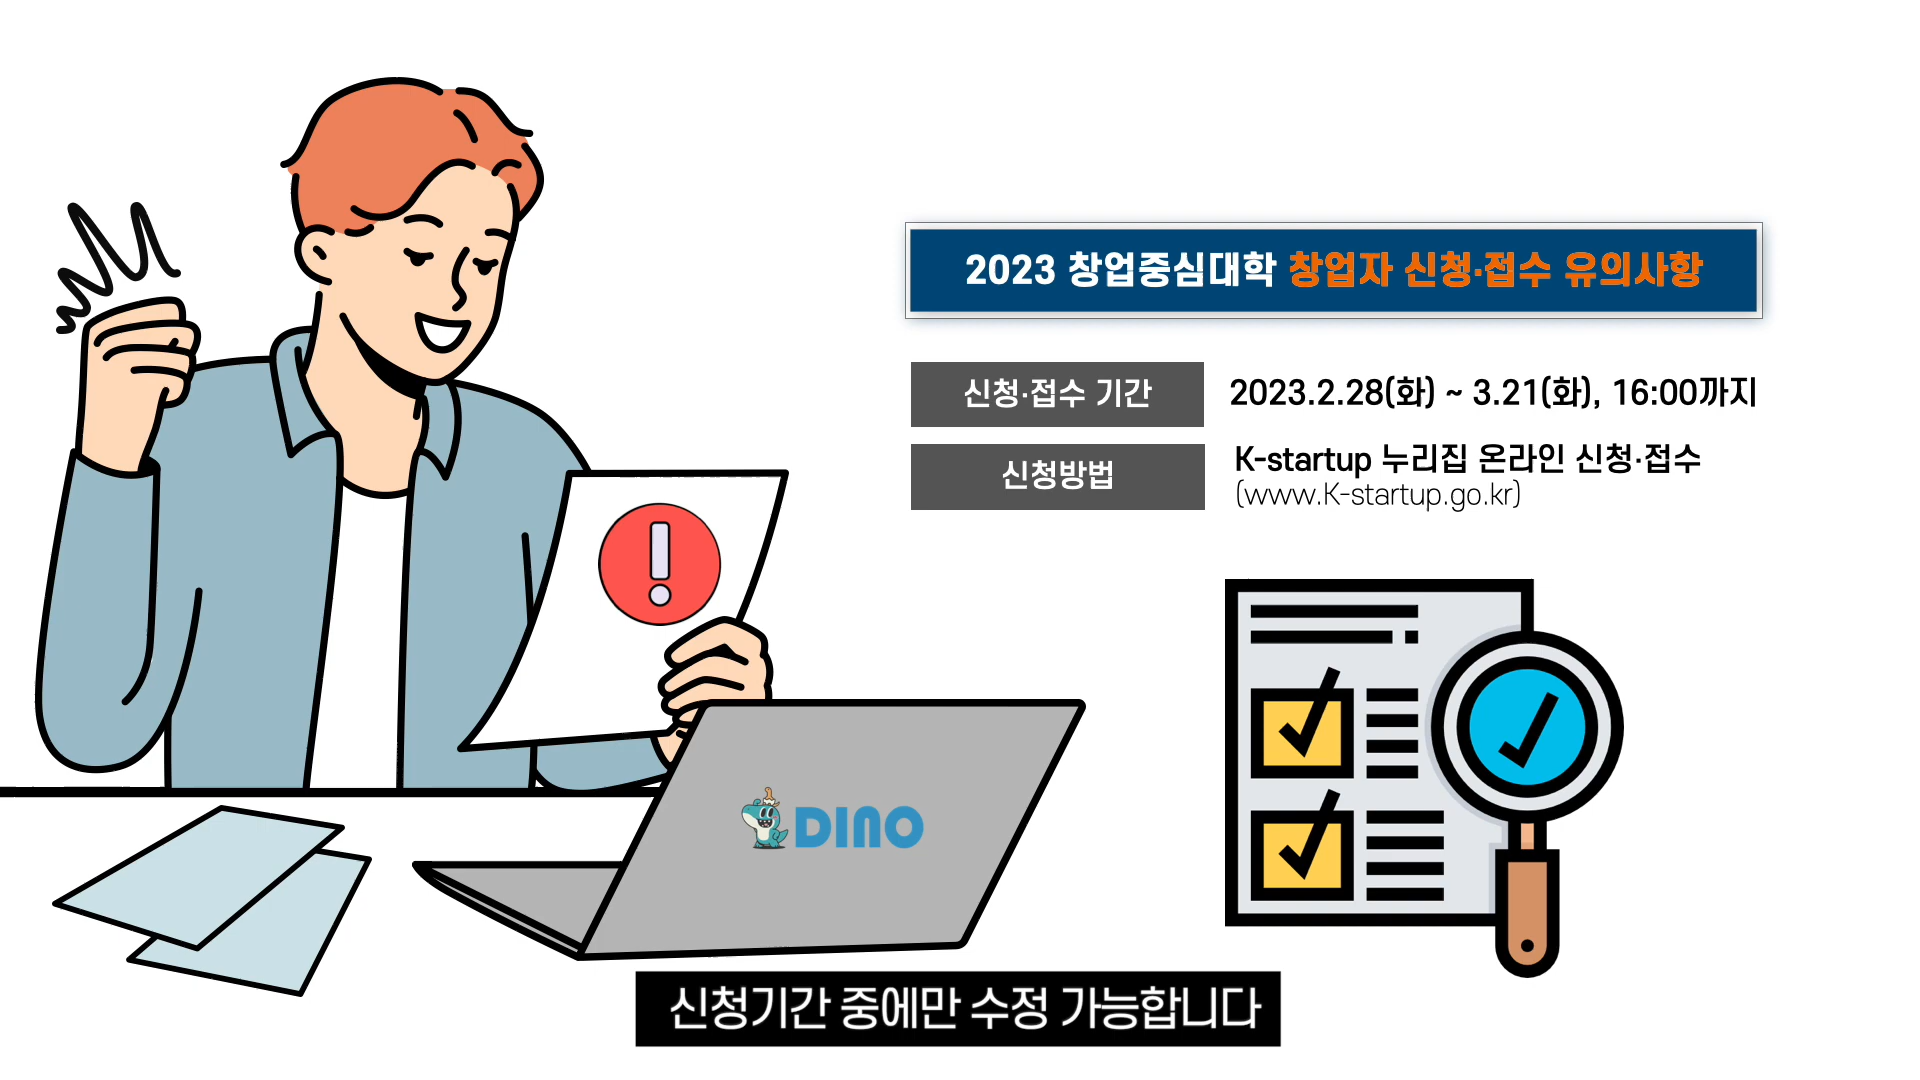 2023 창업중심대학 창업자 신청·접수 유의사항
신청·접수 기간
2023.2.28(화) ~ 3.21(화), 16:00까지
신청방법
K-startup 누리집 온라인 신청·접수
(www.K-startup.go.kr)
DINO
신청기간 중에만 수정 가능합니다